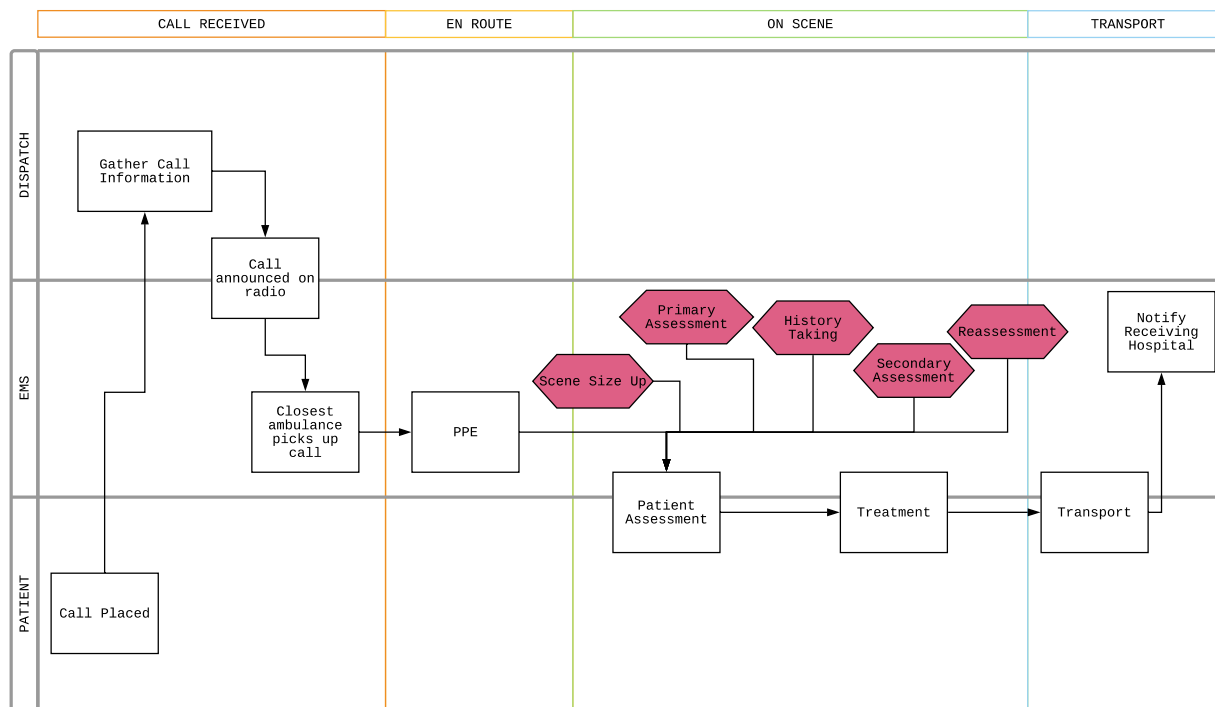 CALL RECEIVED
EN ROUTE
ON SCENE
TRANSPORT
DISPATCH
Gather Call
Information
Call
announced on
radio
EMS
Primary
Assessment
History
Taking
Reassessment
Notify
Receiving
Hospital
Scene Size Up
Secondary
Assessment
Closest
ambulance
picks up
call
PPE
Patient
Assessment
Treatment
Transport
PATIENT
Call Placed